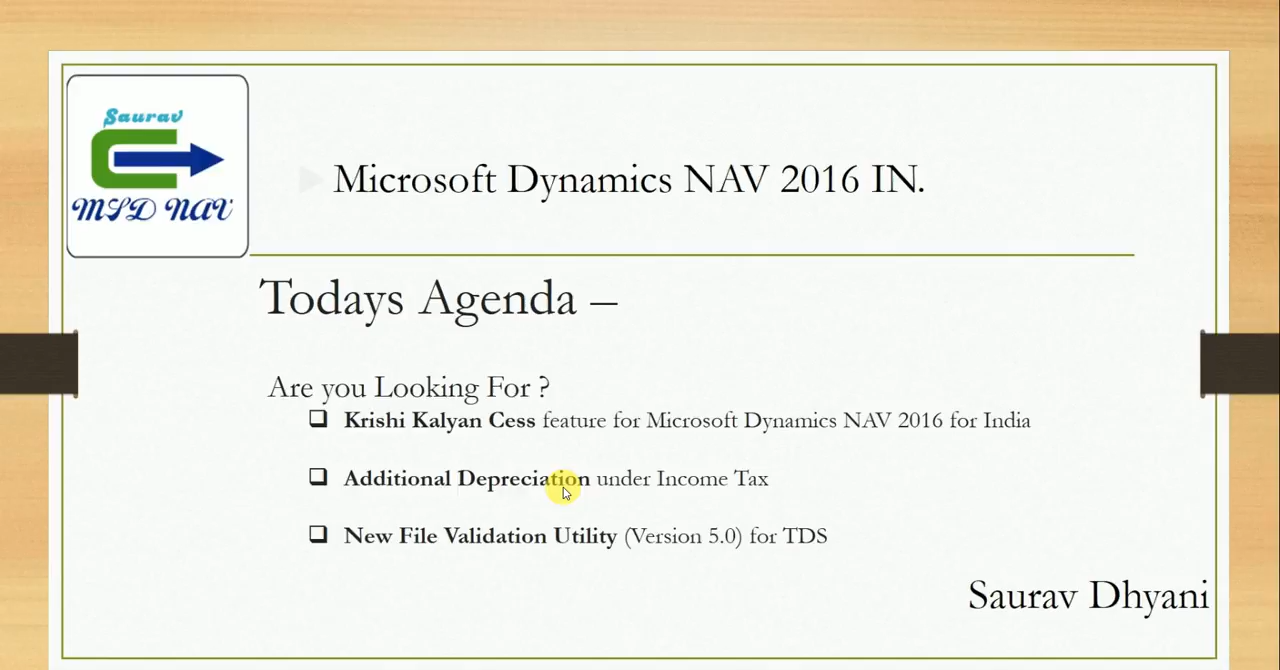 Saurav
MSD NAV
Microsoft Dynamics NAV 2016 IN.
Todays Agenda –
Are you Looking For ?
Krishi Kalyan Cess feature for Microsoft Dynamics NAV 2016 for India
Additional Depreciation under Income Tax
New File Validation Utility (Version 5.0) for TDS
Saurav Dhyani